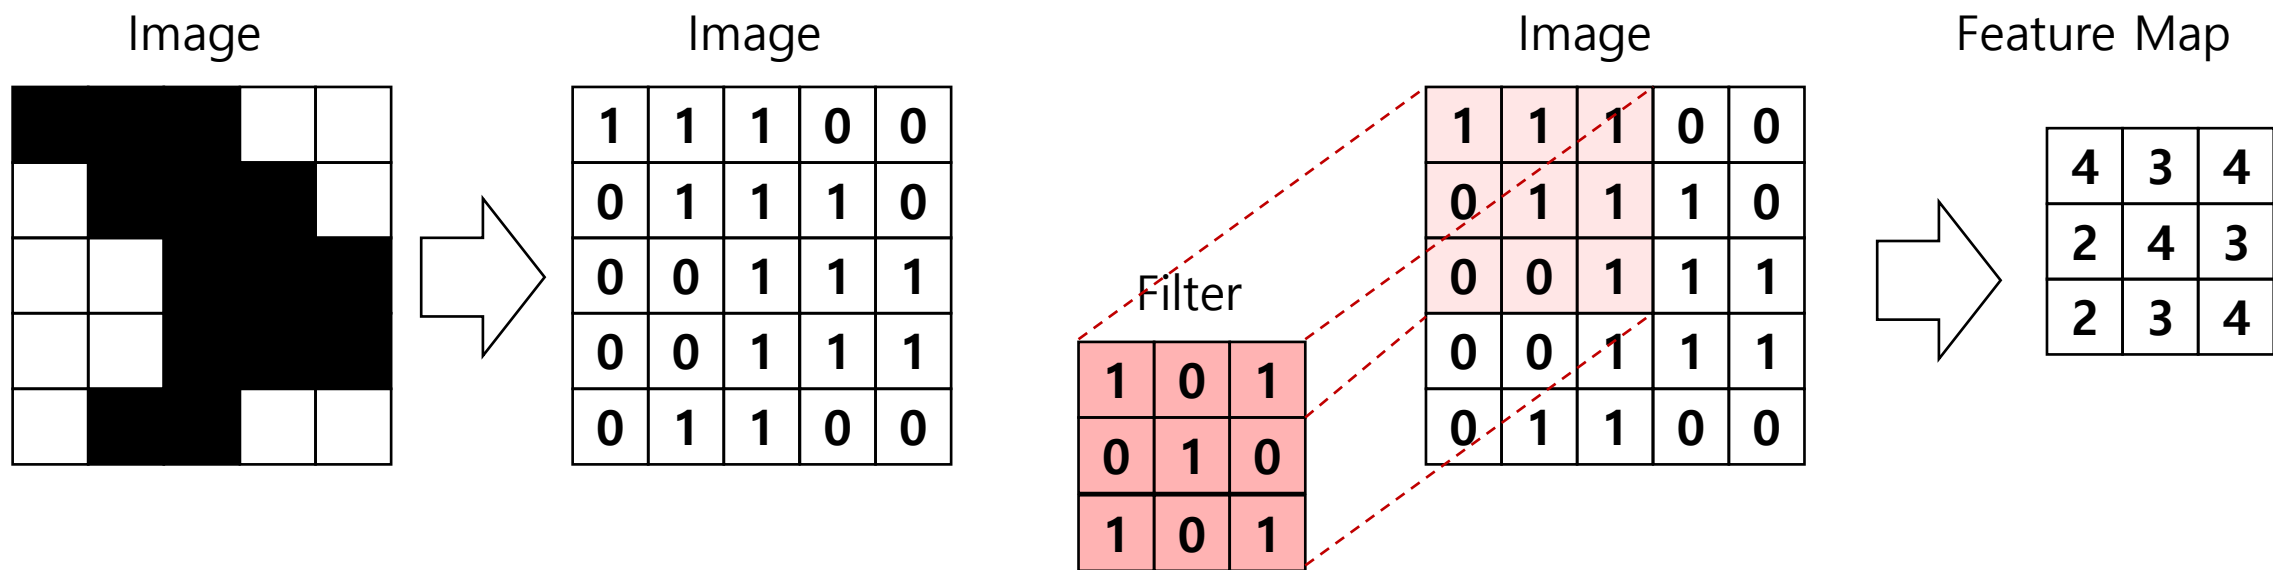 Image
1 1 1 0 0
0 1 1 1 0
0 0 1 1 1
0 0 1 1 1
0 1 1 0 0
Image
Filter
1 0 1
0 1 0
1 0 1
Image
1 1 1 0 0
0 1 1 1 0
0 0 1 1 1
0 0 1 1 1
0 1 1 0 0
Feature Map
4 3 4
2 4 3
2 3 4